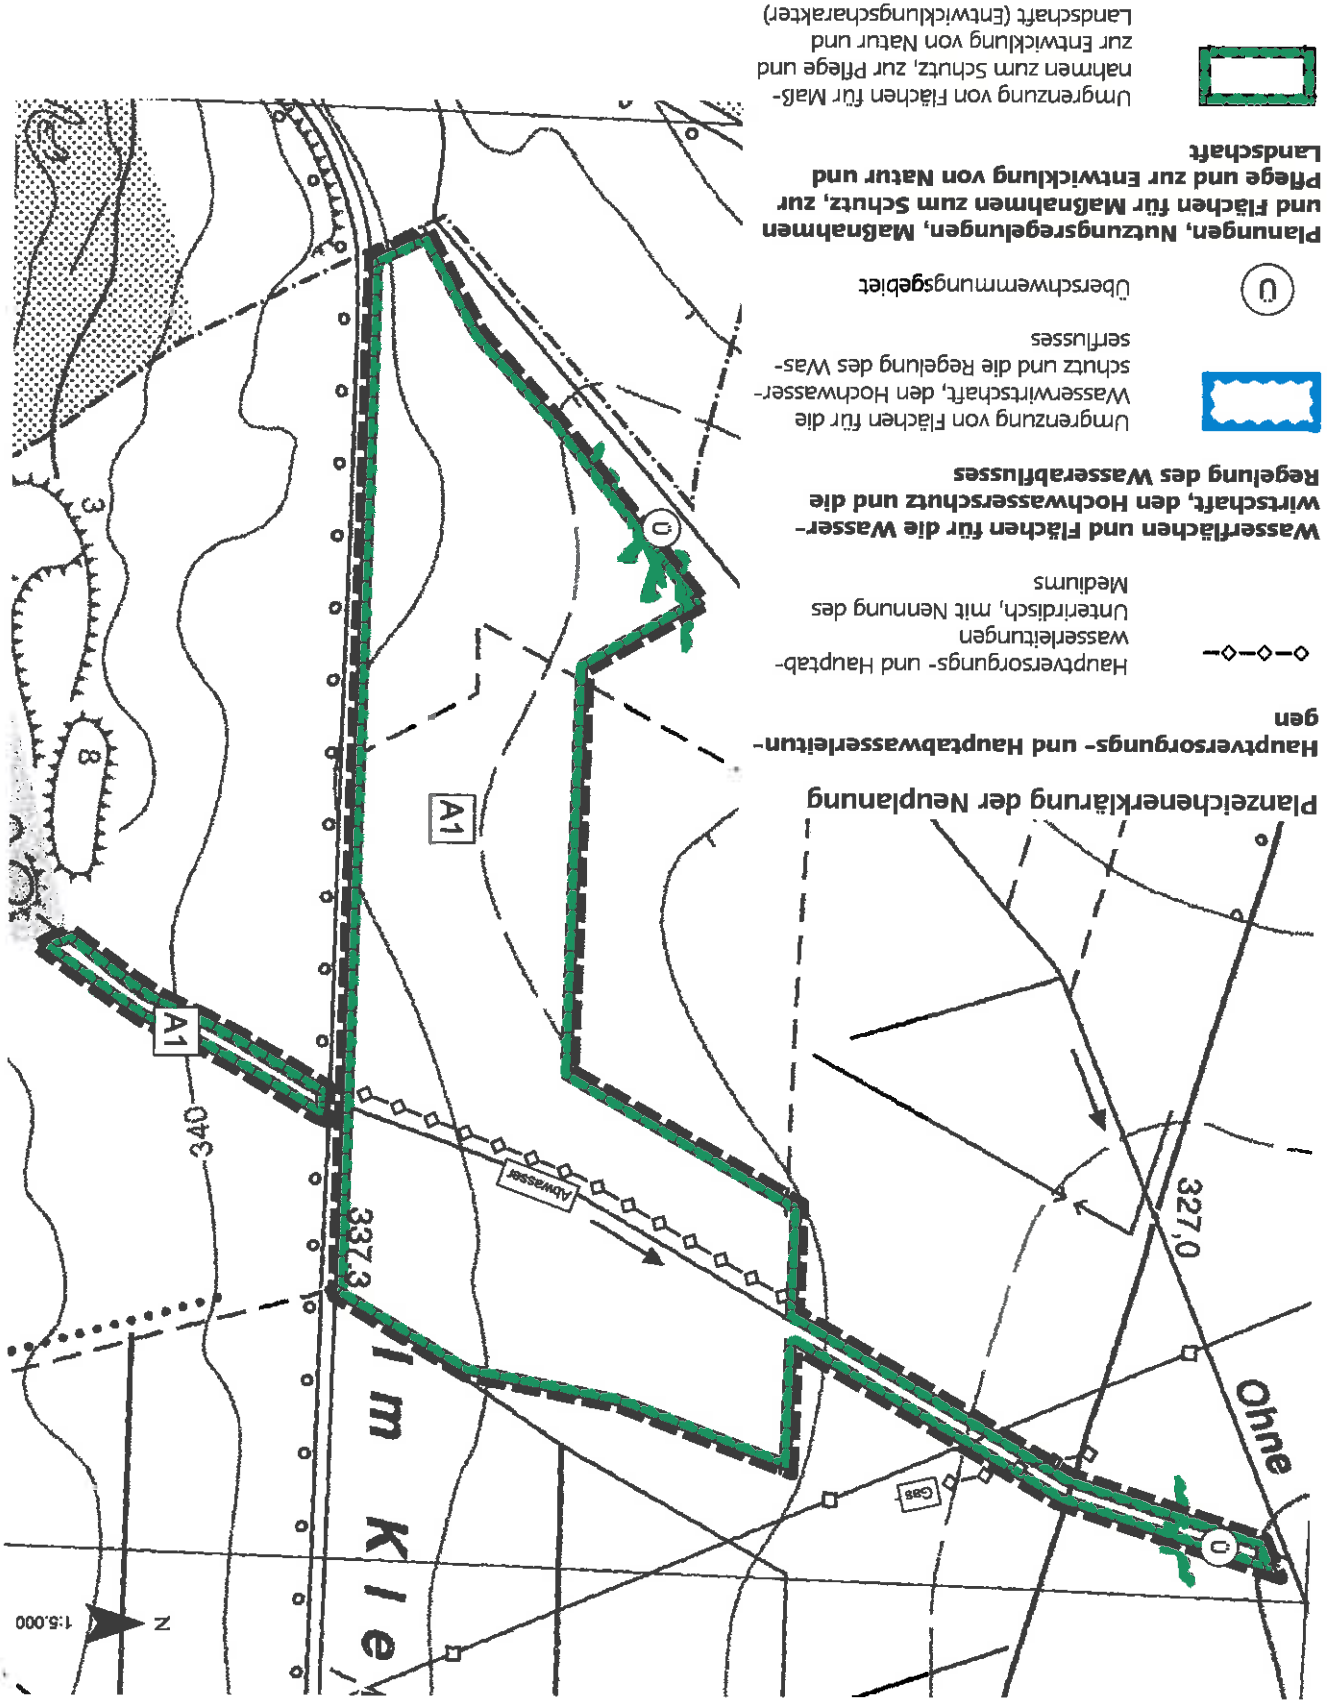 Planzeichenerklärung der Neuplanung
Hauptversorgungs- und Hauptabwasserleitun-
gen
Hauptversorgungs- und Hauptab-
wasserleitungen
Unterirdisch, mit Nennung des
Mediums
Wasserflächen und Flächen für die Wasser-
wirtschaft, den Hochwasserschutz und die
Regelung des Wasserabflusses
Umgrenzung von Flächen für die
Wasserwirtschaft, den Hochwasser-
schutz und die Regelung des Was-
serflusses
Ü
Überschwemmungsgebiet
Planungen, Nutzungsregelungen, Maßnahmen
und Flächen für Maßnahmen zum Schutz, zur
Pflege und zur Entwicklung von Natur und
Landschaft
Umgrenzung von Flächen für Maß-
nahmen zum Schutz, zur Pflege und
zur Entwicklung von Natur und
Landschaft (Entwicklungscharakter)
N
1:5.000
Im Kle
Ohne
Ü
Gas
327,0
337,3
Abwasser
340
A1
A1
8
3
Ü